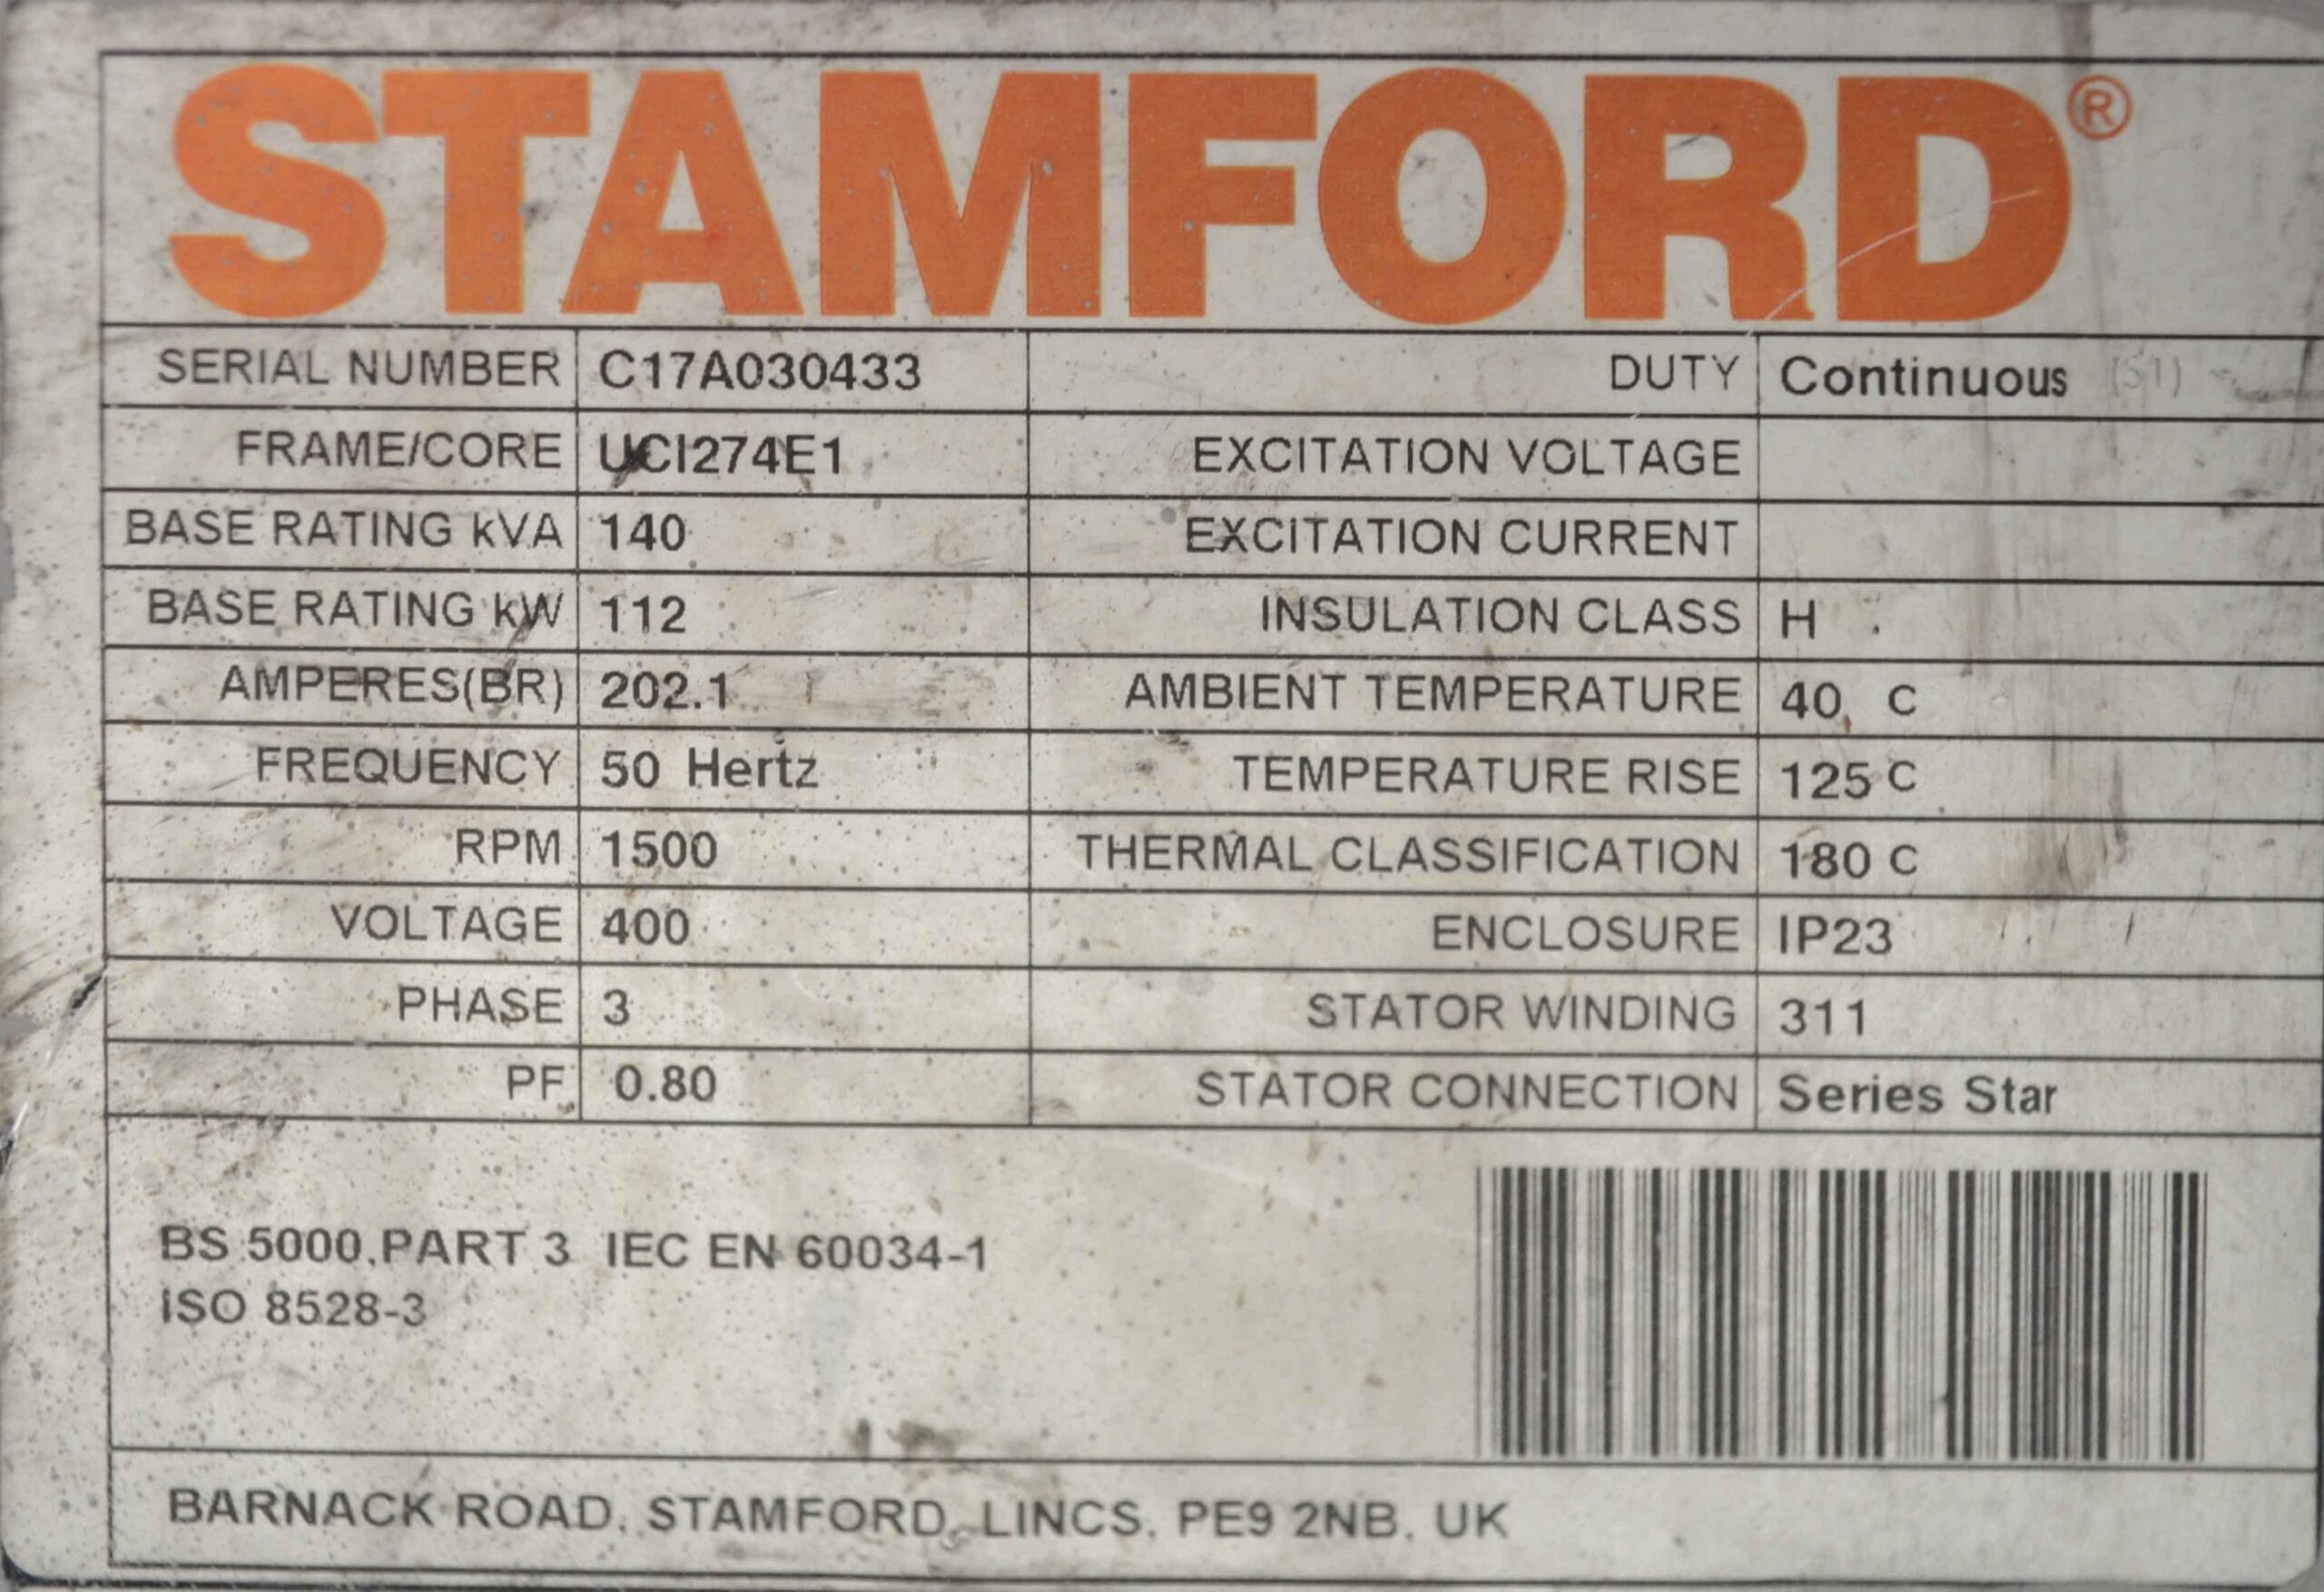 STAMFORD®
SERIAL NUMBER C17A030433 DUTY Continuous (S1)
FRAME/CORE UCI274E1 EXCITATION VOLTAGE
BASE RATING kVA 140 EXCITATION CURRENT
BASE RATING kW 112 INSULATION CLASS H
AMPERES(BR) 202.1 AMBIENT TEMPERATURE 40 C
FREQUENCY 50 Hertz TEMPERATURE RISE 125 C
RPM 1500 THERMAL CLASSIFICATION 180 C
VOLTAGE 400 ENCLOSURE IP23
PHASE 3 STATOR WINDING 311
PF 0.80 STATOR CONNECTION Series Star
BS 5000.PART 3 IEC EN 60034-1
ISO 8528-3
BARNACK ROAD. STAMFORD. LINCS. PE9 2NB. UK